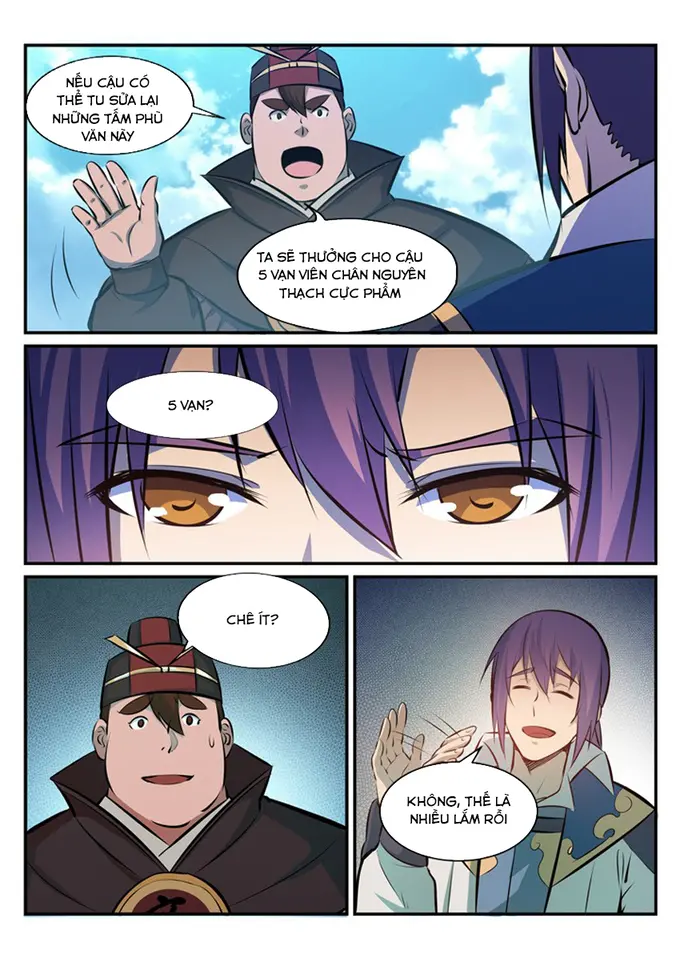 NẾU CẬU CÓ
THỂ TU SỬA LẠI
NHỮNG TẤM PHÙ
VĂN NÀY
TA SẼ THƯỞNG CHO CẬU
5 VẠN VIÊN CHÂN NGUYÊN
THẠCH CỰC PHẨM
5 VẠN?
CHÊ ÍT?
KHÔNG, THẾ LÀ
NHIỀU LẮM RỒI